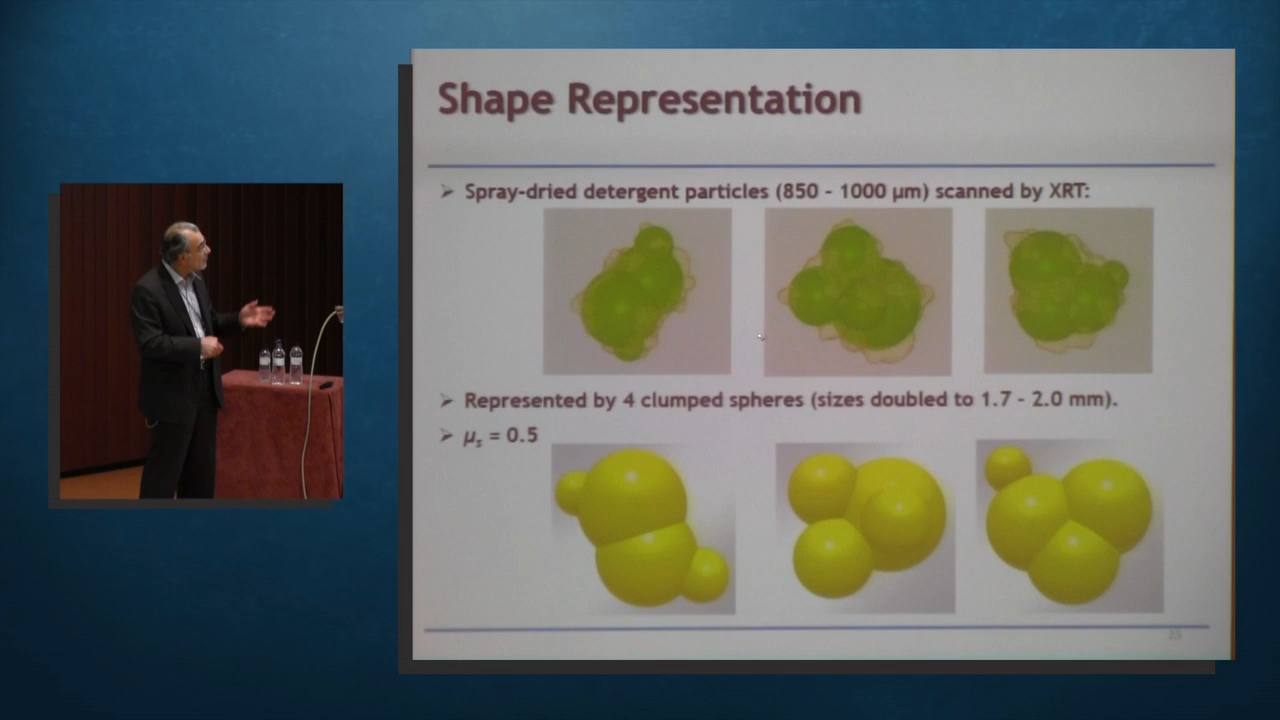 Shape Representation
➢ Spray-dried detergent particles (850 - 1000 µm) scanned by XRT:
➢ Represented by 4 clumped spheres (sizes doubled to 1.7 - 2.0 mm).
➢ µs = 0.5